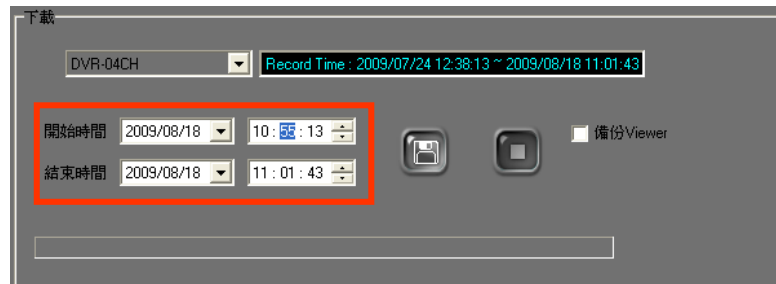 下載
DVR-04CH Record Time : 2009/07/24 12:38:13 ~ 2009/08/18 11:01:43
開始時間 2009/08/18 10 : 55 : 13
備份Viewer
結束時間 2009/08/18 11 : 01 : 43